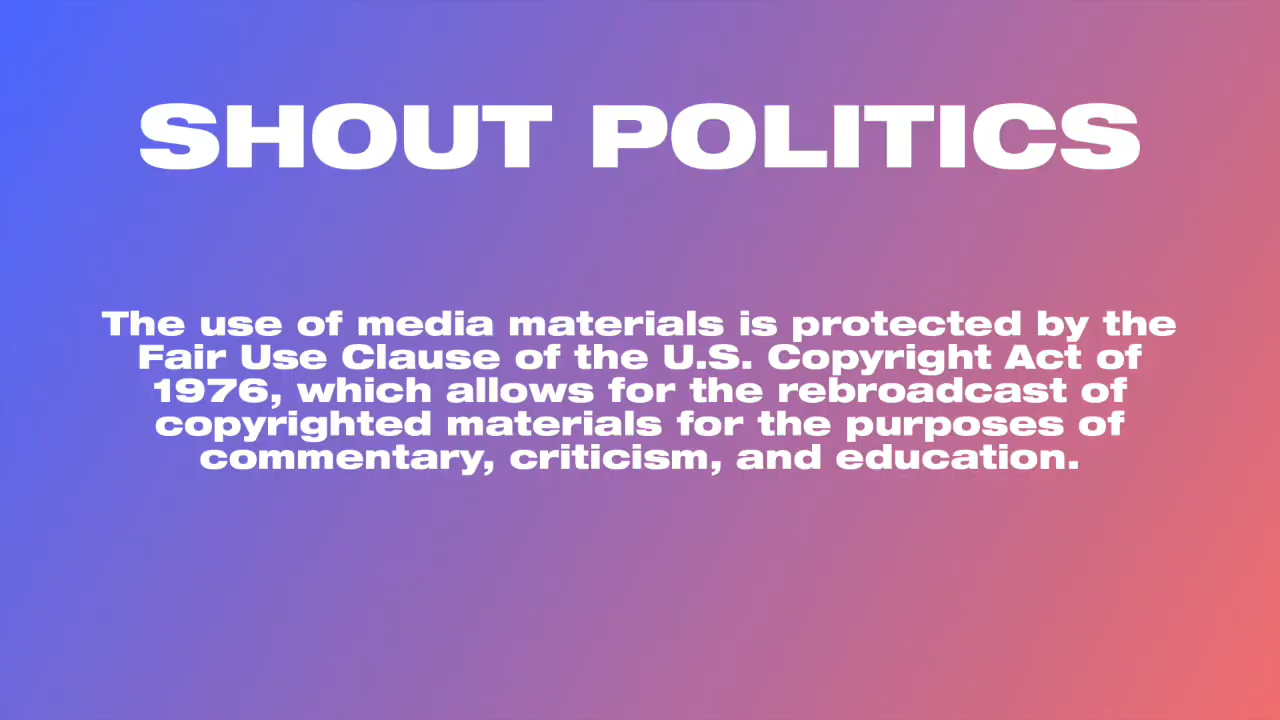 SHOUT POLITICS
The use of media materials is protected by the
Fair Use Clause of the U.S. Copyright Act of
1976, which allows for the rebroadcast of
copyrighted materials for the purposes of
commentary, criticism, and education.